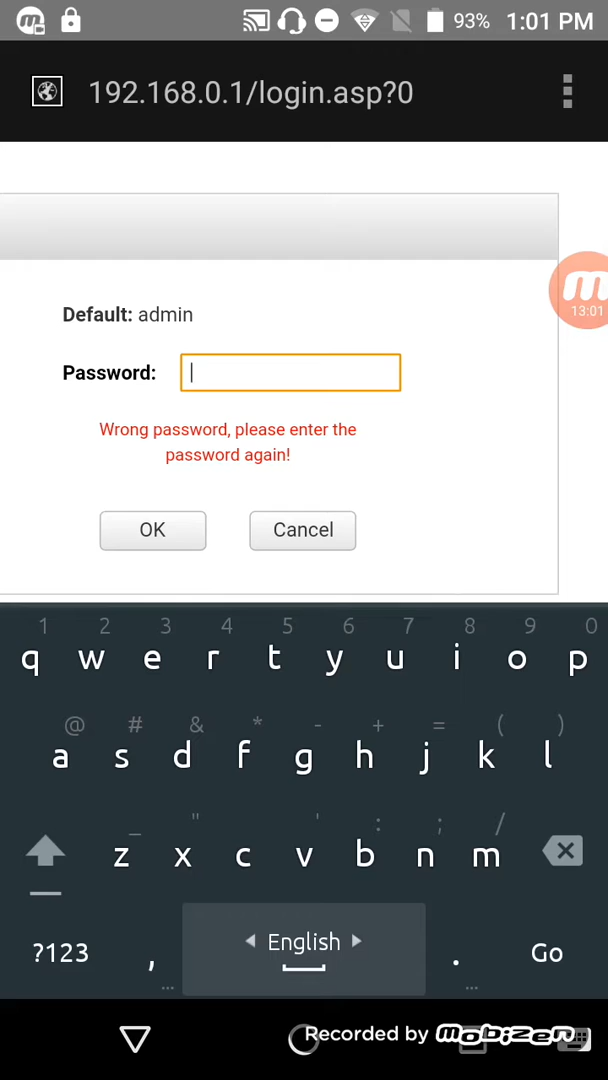 93% 1:01 PM
192.168.0.1/login.asp?0
Default: admin
13:01
Password:
Wrong password, please enter the
password again!
OK Cancel
1 2 3 4 5 6 7 8 9 0
q w e r t y u i o p
@ # & * - + = ( )
a s d f g h j k l
_ " ' : ; /
z x c v b n m
?123 , English . Go
Recorded by mobizen